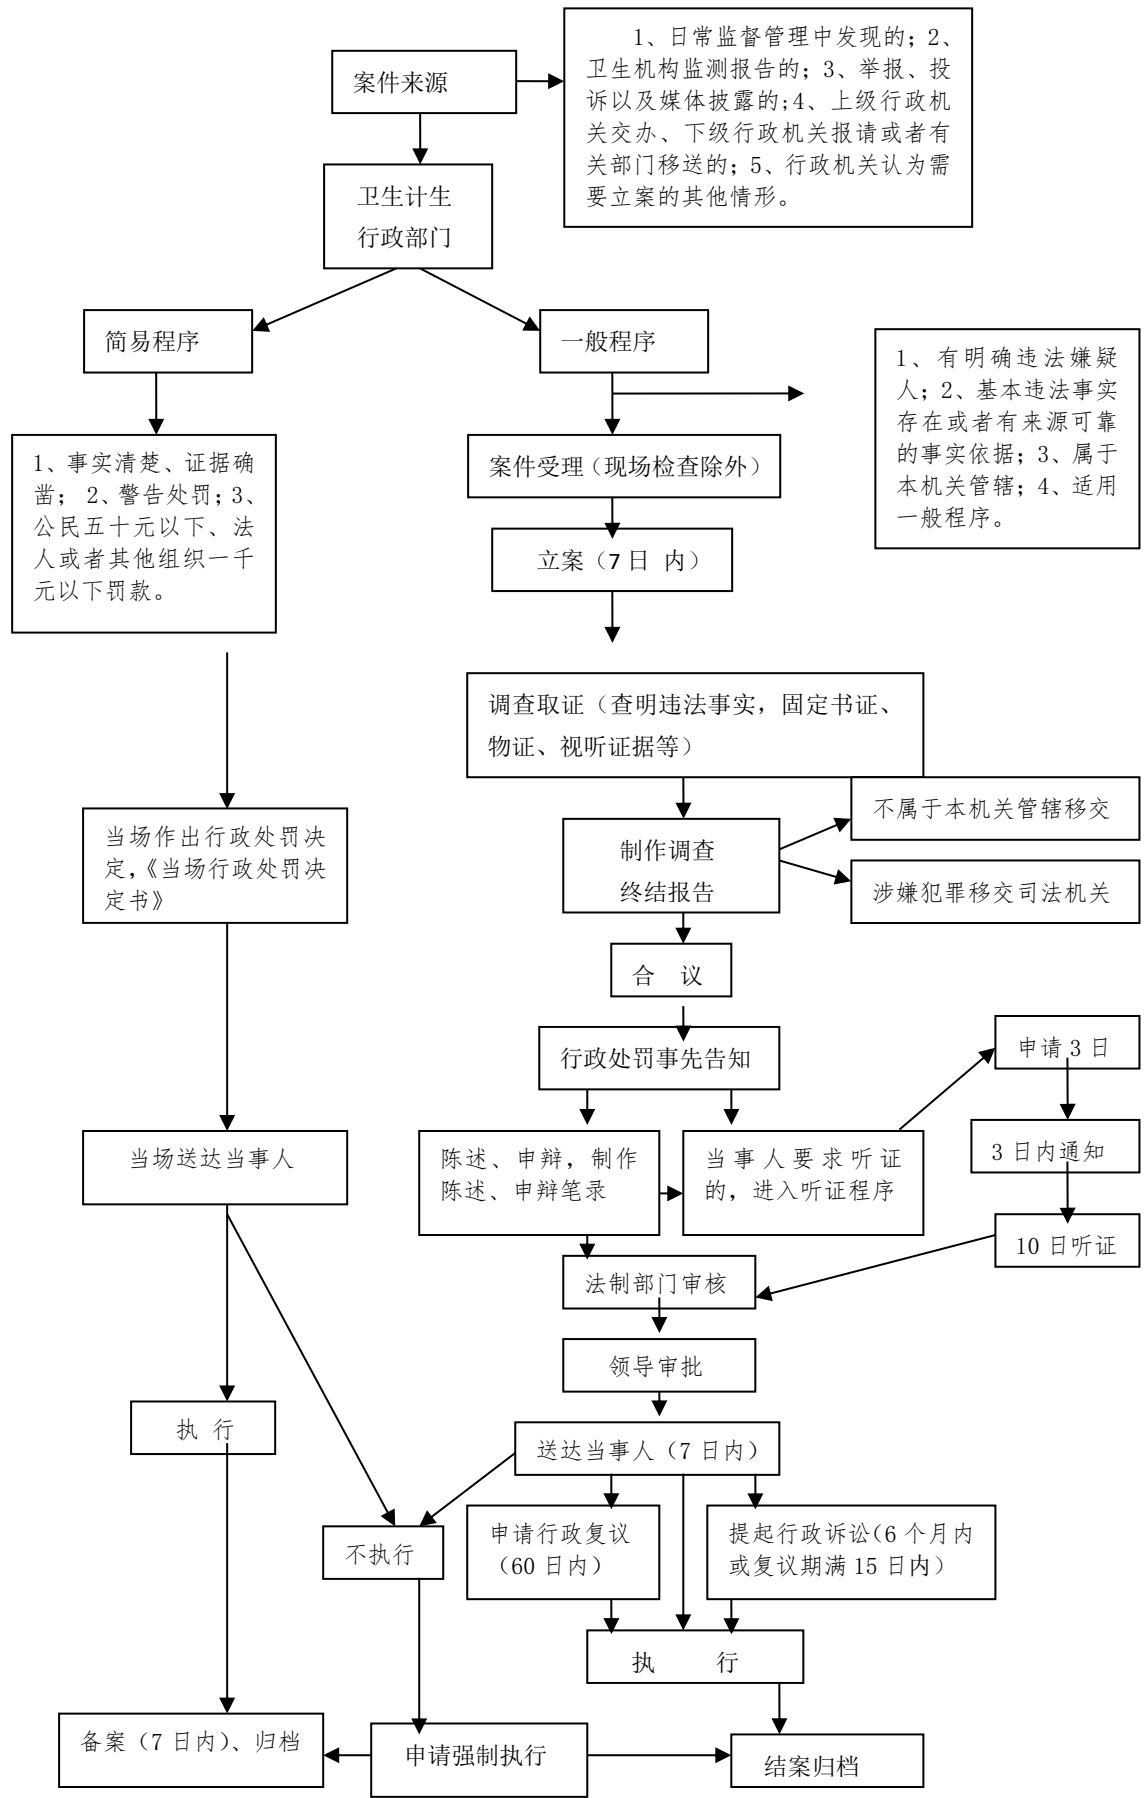 案件来源
1、日常监督管理中发现的；2、
卫生机构监测报告的；3、举报、投
诉以及媒体披露的;4、上级行政机
关交办、下级行政机关报请或者有
关部门移送的；5、行政机关认为需
要立案的其他情形。
卫生计生
行政部门
简易程序
一般程序
1、有明确违法嫌疑
人；2、基本违法事实
存在或者有来源可靠
的事实依据；3、属于
本机关管辖；4、适用
一般程序。
1、事实清楚、证据确
凿； 2、警告处罚；3、
公民五十元以下、法
人或者其他组织一千
元以下罚款。
案件受理（现场检查除外）
立案（7日 内）
调查取证（查明违法事实，固定书证、
物证、视听证据等）
不属于本机关管辖移交
当场作出行政处罚决
定，《当场行政处罚决
定书》
制作调查
终结报告
涉嫌犯罪移交司法机关
合 议
行政处罚事先告知
申请 3 日
当场送达当事人
陈述、申辩，制作
陈述、申辩笔录
当事人要求听证
的，进入听证程序
3 日内通知
10 日听证
法制部门审核
领导审批
执 行
送达当事人（7 日内）
不执行
申请行政复议
（60 日内）
提起行政诉讼（6 个月内
或复议期满 15 日内）
执 行
备案（7 日内）、归档
申请强制执行
结案归档